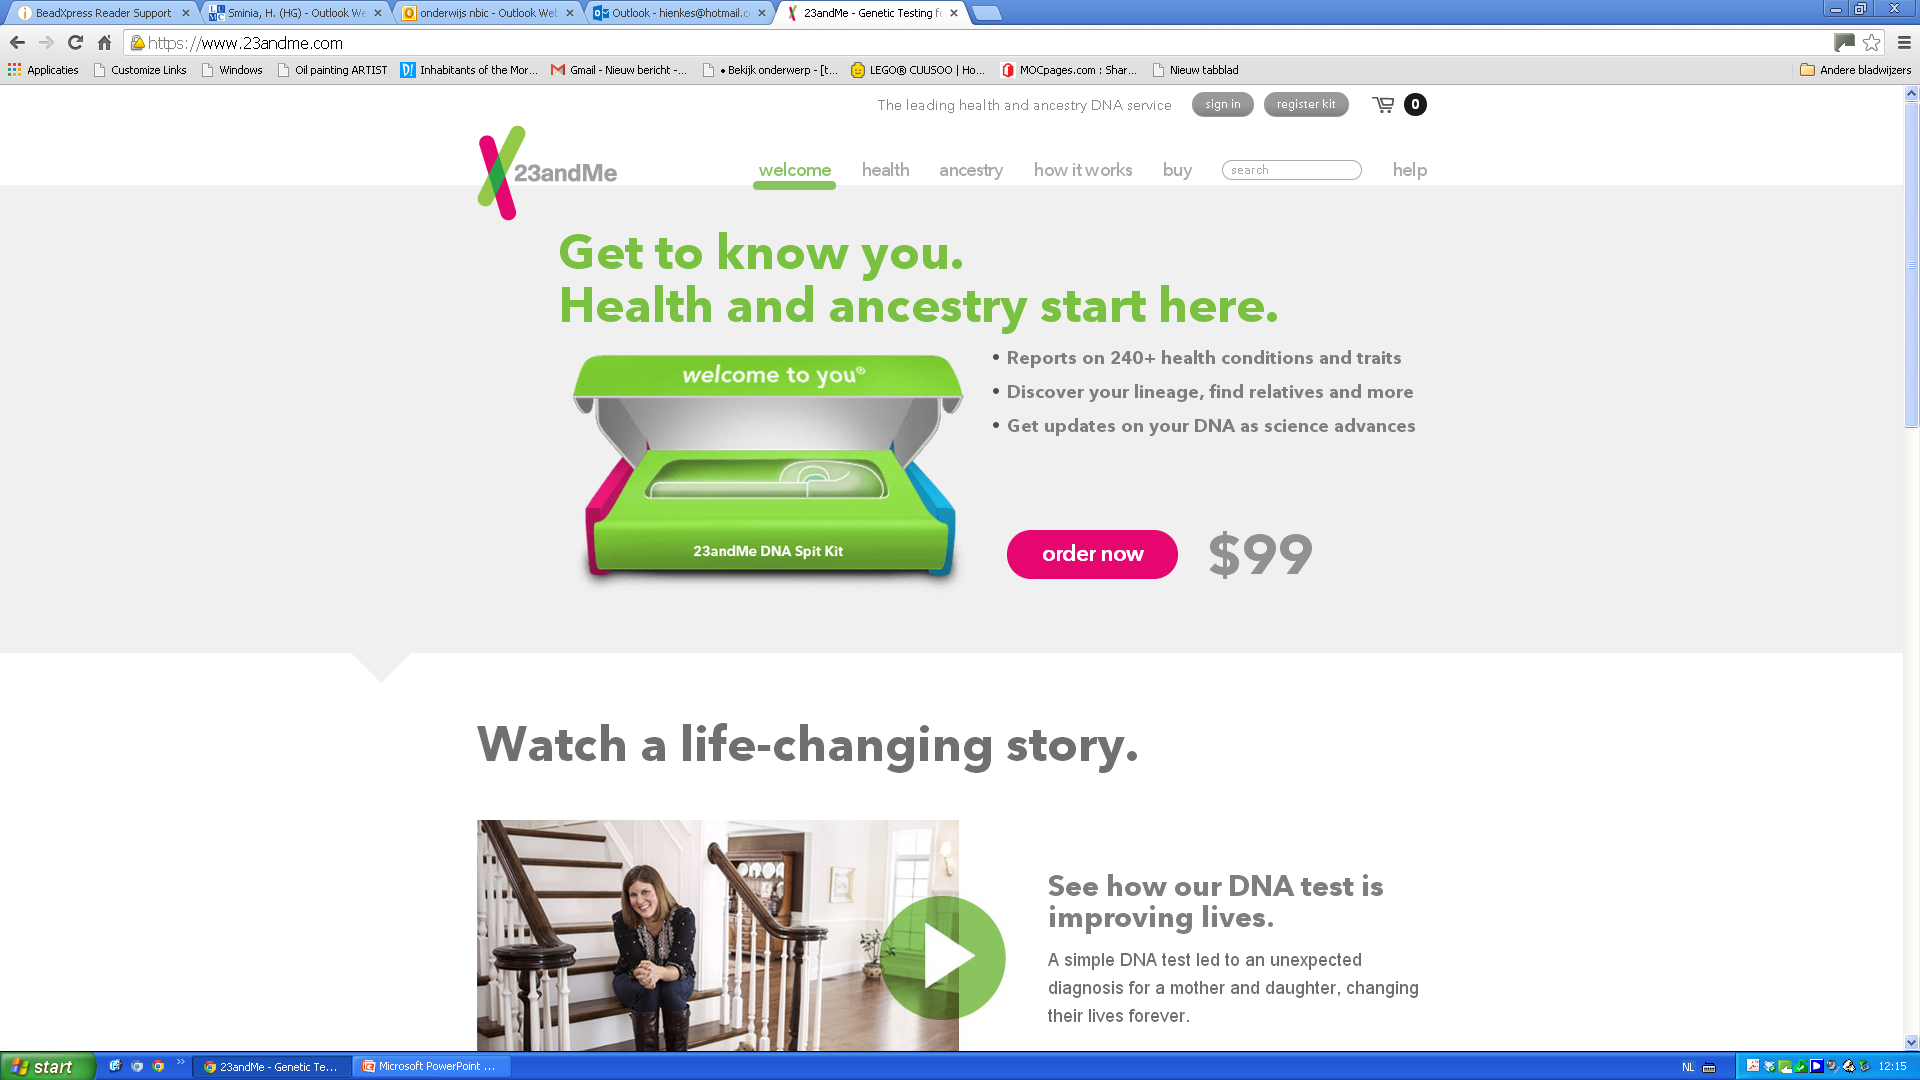 BeadXpress Reader Support
Sminia, H. (HG) - Outlook We
onderwijs nbic - Outlook Web
Outlook - hienkes@hotmail.c
23andMe - Genetic Testing f
https://www.23andme.com
Applicaties
Customize Links
Windows
Oil painting ARTIST
Inhabitants of the Mor...
Gmail - Nieuw bericht -...
• Bekijk onderwerp - [t...
LEGO® CUUSOO | Ho...
MOCpages.com : Shar...
Nieuw tabblad
Andere bladwijzers
The leading health and ancestry DNA service
sign in
register kit
0
23andMe
welcome
health
ancestry
how it works
buy
search
help
Get to know you.
Health and ancestry start here.
welcome to you®
23andMe DNA Spit Kit
• Reports on 240+ health conditions and traits
• Discover your lineage, find relatives and more
• Get updates on your DNA as science advances
order now
$99
Watch a life-changing story.
See how our DNA test is
improving lives.
A simple DNA test led to an unexpected
diagnosis for a mother and daughter, changing
their lives forever.
start
23andMe - Genetic Te...
Microsoft PowerPoint ...
NL
12:15